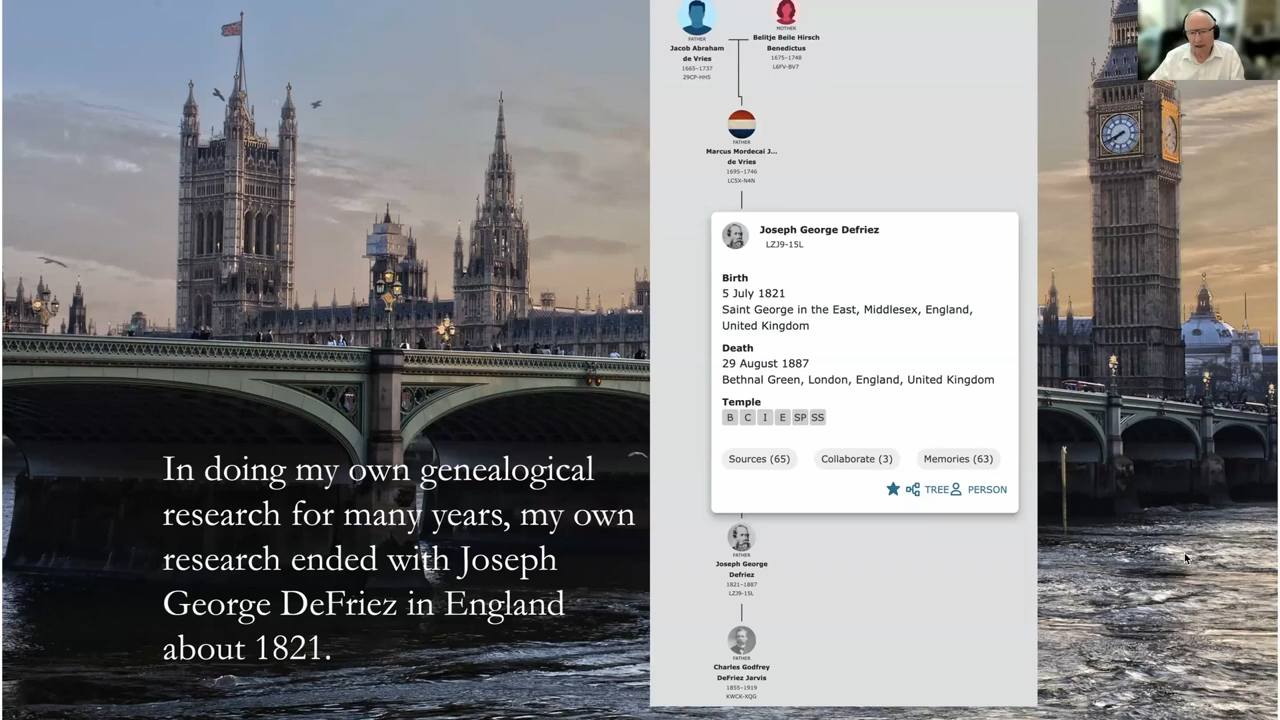 FATHER
Jacob Abraham
de Vries
1665–1737
29CP-HH5
MOTHER
Belitje Beile Hirsch
Benedictus
1675–1748
L6FV-BV7
FATHER
Marcus Mordecai J...
de Vries
1695–1746
LC5X-N4N
Joseph George Defriez
LZJ9-15L
Birth
5 July 1821
Saint George in the East, Middlesex, England,
United Kingdom
Death
29 August 1887
Bethnal Green, London, England, United Kingdom
Temple
B C I E SP SS
Sources (65) Collaborate (3) Memories (63)
TREE PERSON
FATHER
Joseph George
Defriez
1821–1887
LZJ9-15L
FATHER
Charles Godfrey
DeFriez Jarvis
1855–1919
KWCK-XQG
In doing my own genealogical
research for many years, my own
research ended with Joseph
George DeFriez in England
about 1821.